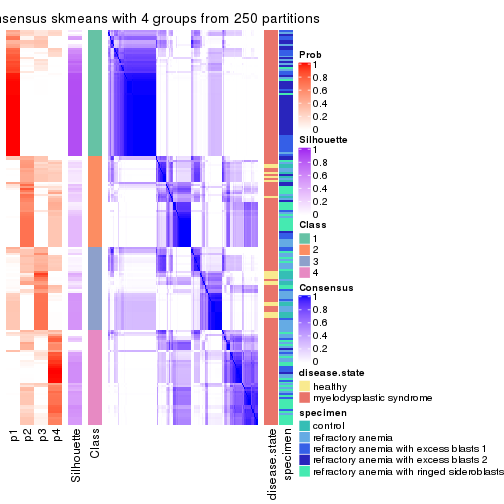 nsensus skmeans with 4 groups from 250 partitions
Prob
1
0.8
0.6
0.4
0.2
0
Silhouette
1
0.8
0.6
0.4
0.2
0
Class
1
2
3
4
Consensus
1
0.8
0.6
0.4
0.2
0
disease.state
healthy
myelodysplastic syndrome
specimen
control
refractory anemia
refractory anemia with excess blasts 1
refractory anemia with excess blasts 2
refractory anemia with ringed sideroblasts
p1
p2
p3
p4
Silhouette
Class
disease.state
specimen